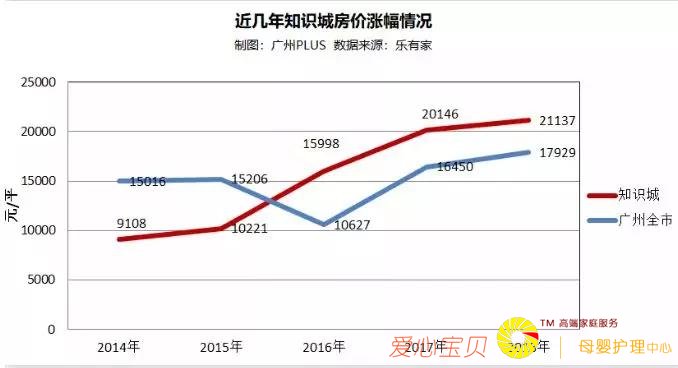 近几年知识城房价涨幅情况
制图：广州PLUS 数据来源：乐有家
25000
20000
15000
10000
5000
0
元/平
9108
10221
15998
20146
21137
15016
15206
10627
16450
17929
知识城
广州全市
2014年
2015年
2016年
2017年
2018年
TM 高端家庭服务
爱心宝贝
母婴护理中心